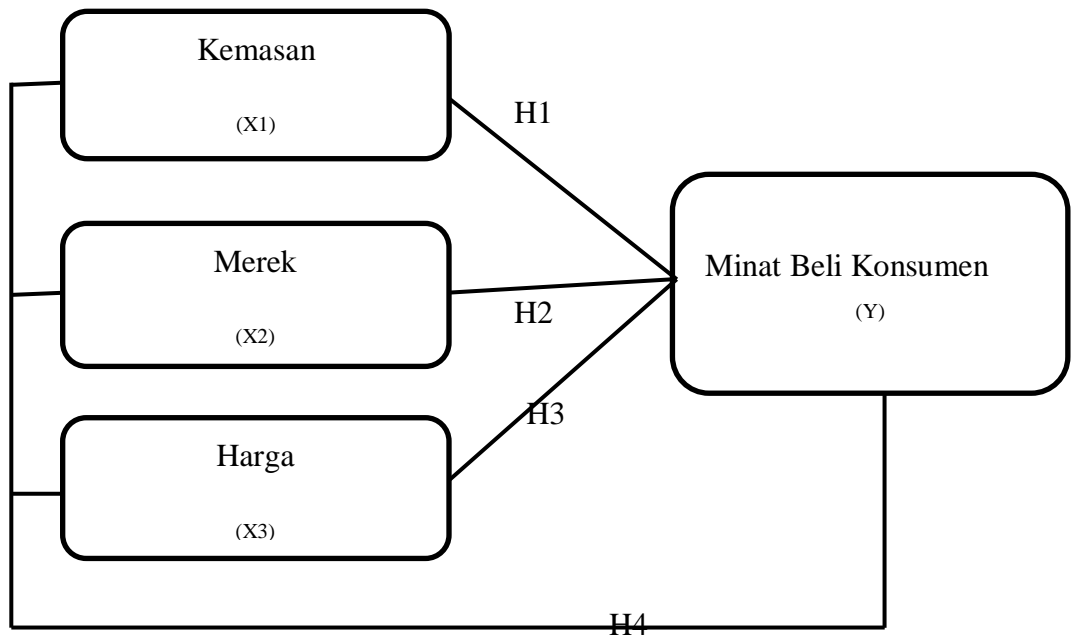 Kemasan
(X1)
H1
Merek
(X2)
H2
Minat Beli Konsumen
(Y)
Harga
(X3)
H3
H4